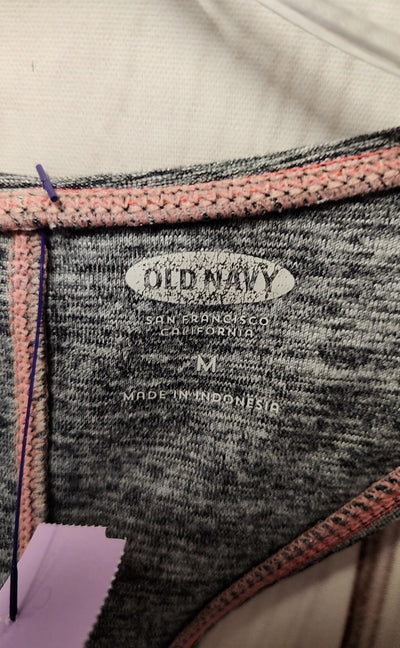 OLD NAVY
SAN FRANCISCO
CALIFORNIA
M
MADE IN INDONESIA